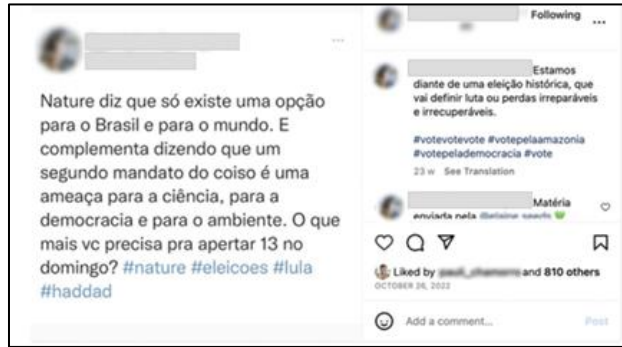 Nature diz que só existe uma opção
para o Brasil e para o mundo. E
complementa dizendo que um
segundo mandato do coiso é uma
ameaça para a ciência, para a
democracia e para o ambiente. O que
mais vc precisa pra apertar 13 no
domingo? #nature #eleicoes #lula
#haddad
Following
Estamos
diante de uma eleição histórica, que
vai definir luta ou perdas irreparáveis
e irrecuperáveis.
#votevotevote #votepelaamazonia
#votepelademocracia #vote
23 w See Translation
Matéria
enviada pela
Liked by and 810 others
OCTOBER 26, 2022
Add a comment... Post